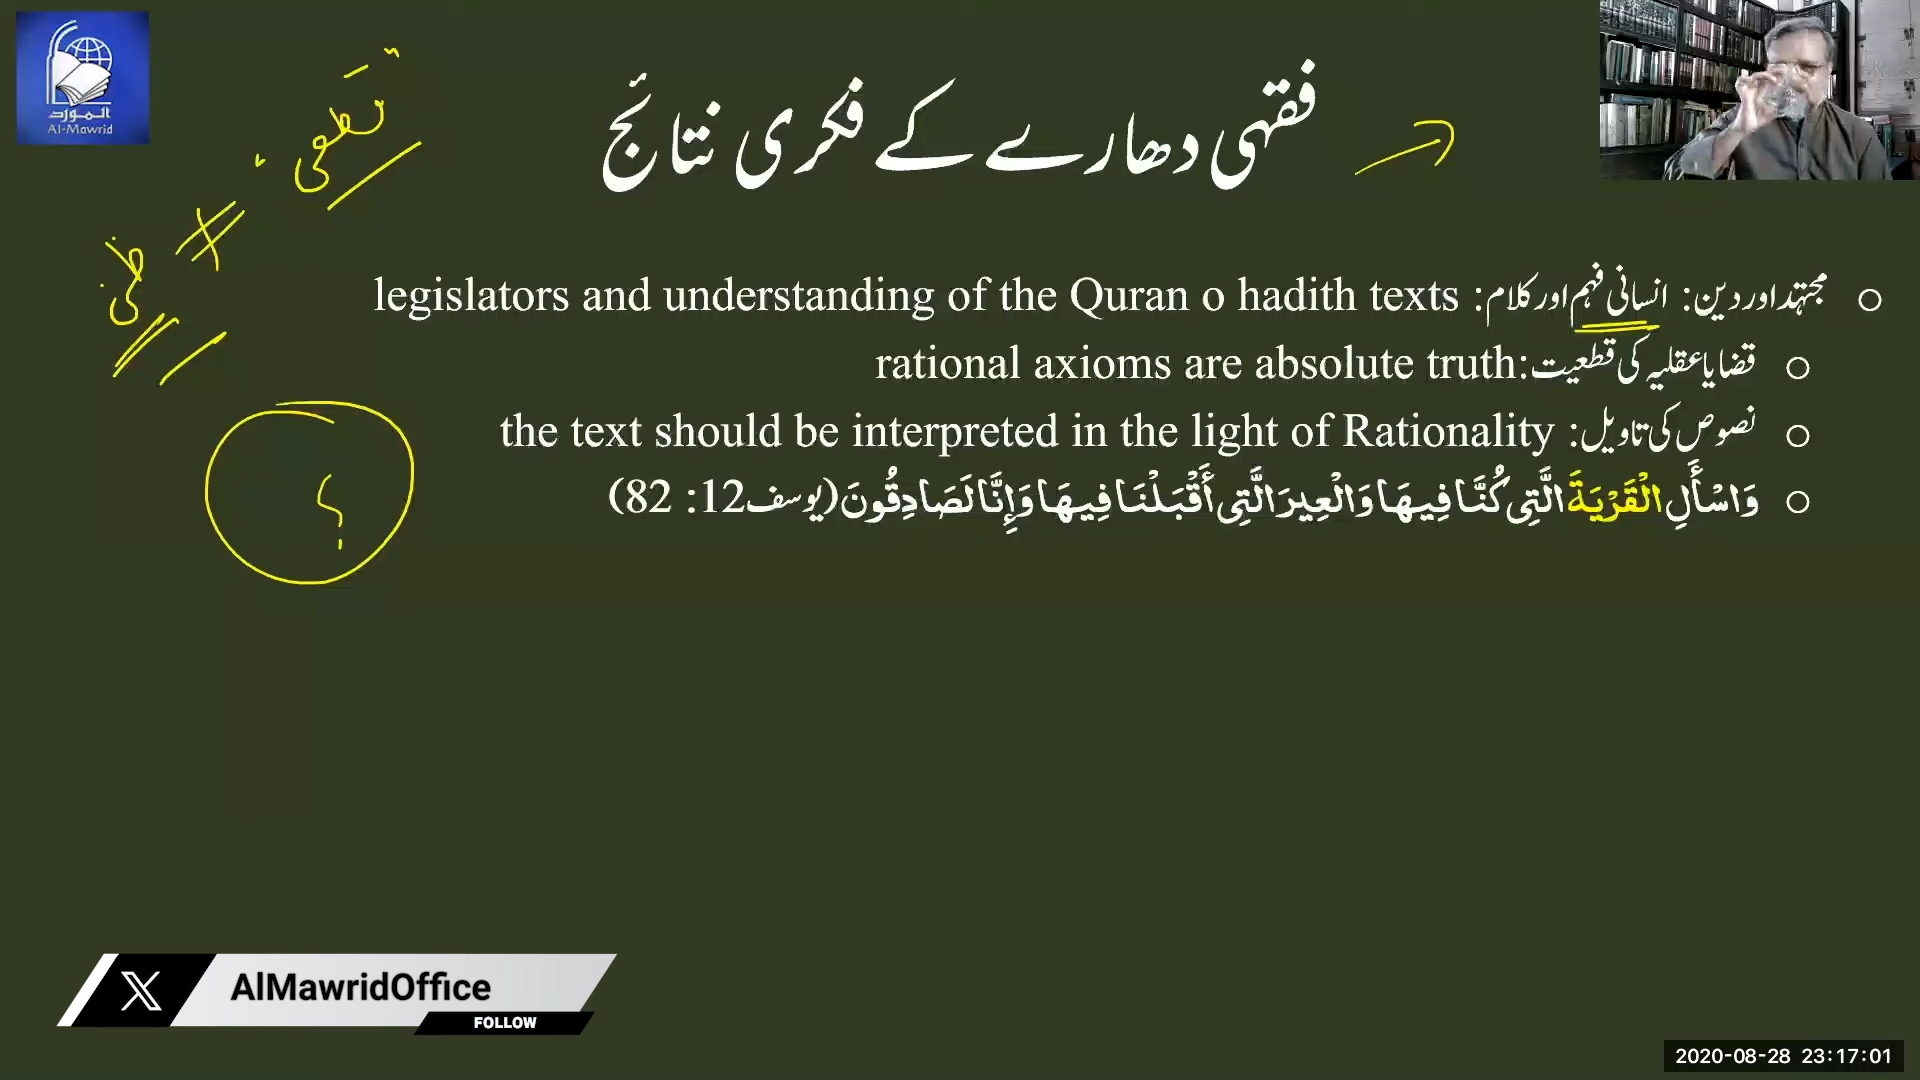 المورد
Al-Mawrid
قطعی
≠
ظنی
؟
فقہی دھارے کے فکری نتائج
مجتہد اور دین: انسانی فہم اور کلام: legislators and understanding of the Quran o hadith texts
قضایا عقلیہ کی قطعیت: rational axioms are absolute truth
نصوص کی تاویل: the text should be interpreted in the light of Rationality
وَاسْأَلِ الْقَرْيَةَ الَّتِي كُنَّا فِيهَا وَالْعِيرَ الَّتِي أَقْبَلْنَا فِيهَا وَإِنَّا لَصَادِقُونَ (یوسف 12: 82)
X AlMawridOffice
FOLLOW
2020-08-28 23:17:01